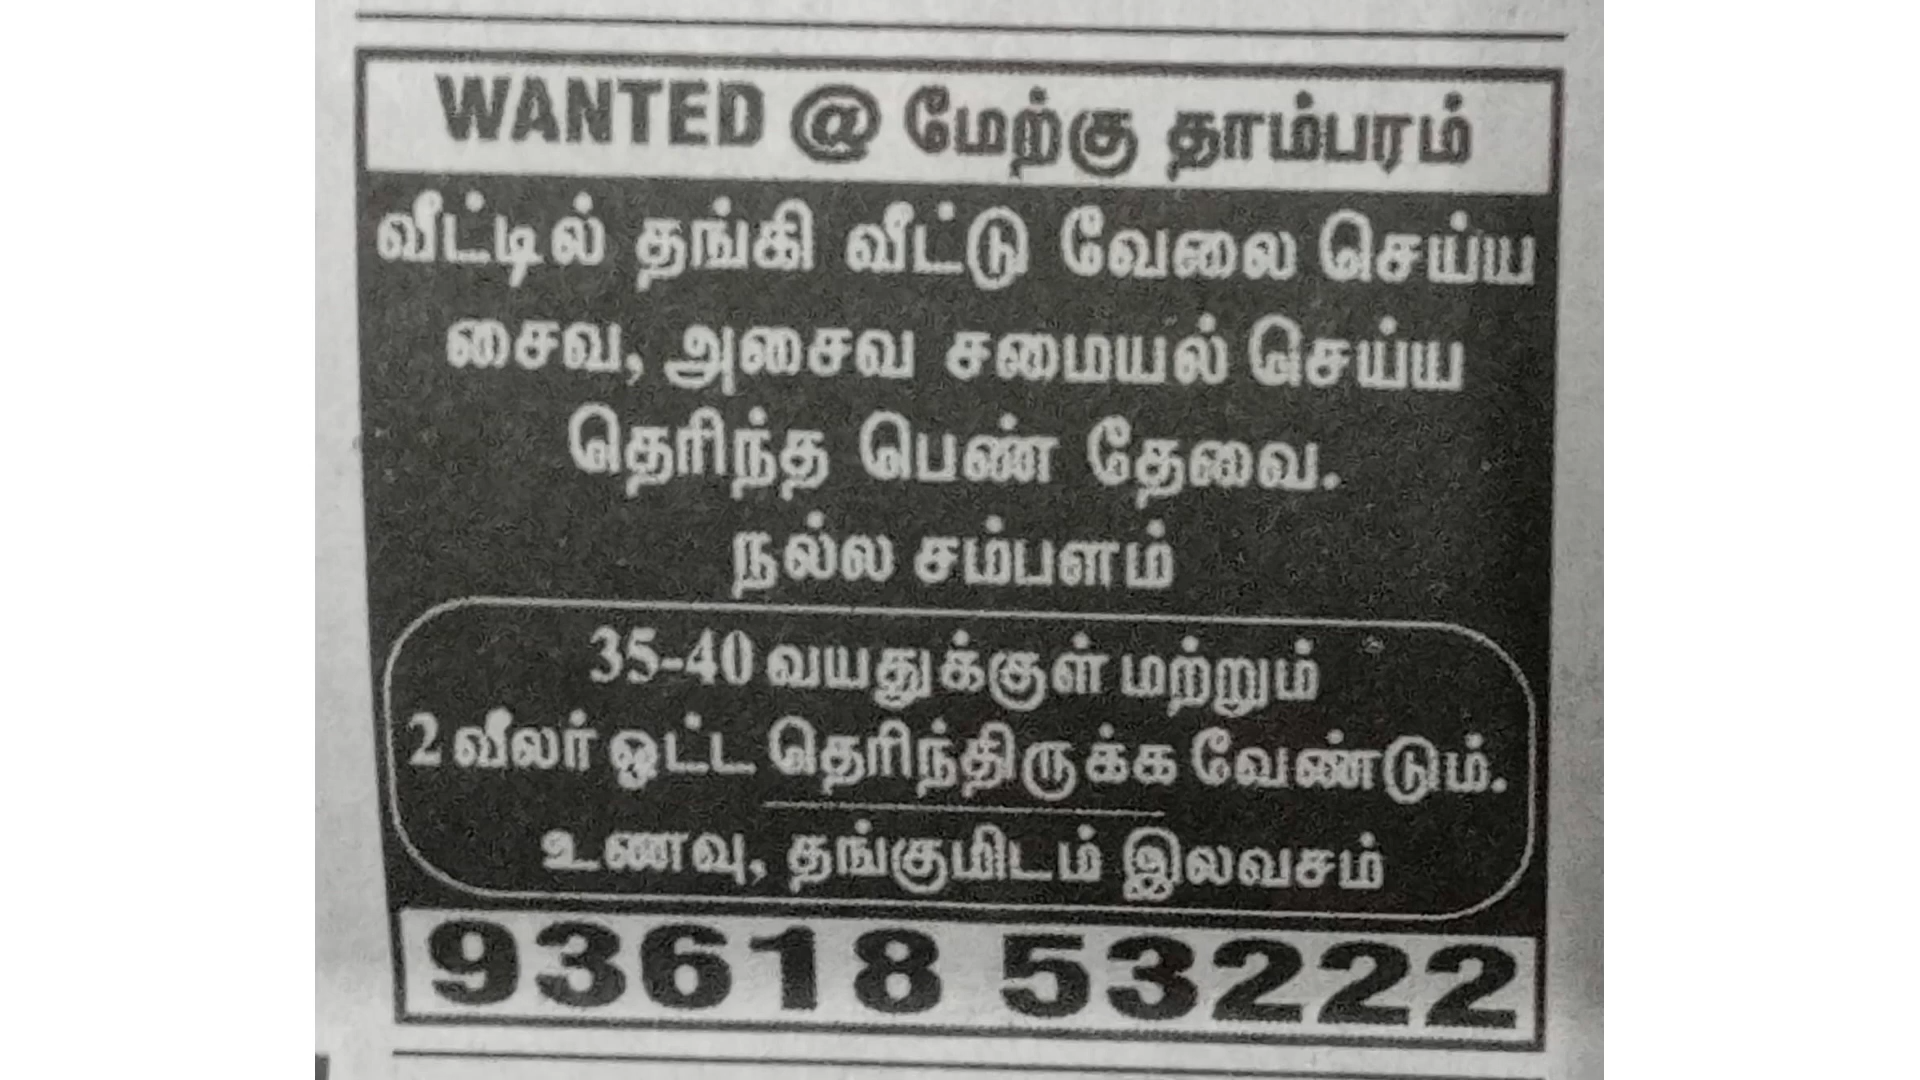 WANTED @ மேற்கு தாம்பரம்
வீட்டில் தங்கி வீட்டு வேலை செய்ய
சைவ, அசைவ சமையல் செய்ய
தெரிந்த பெண் தேவை.
நல்ல சம்பளம்
35-40 வயதுக்குள் மற்றும்
2 வீலர் ஓட்ட தெரிந்திருக்க வேண்டும்.
உணவு, தங்குமிடம் இலவசம்
93618 53222